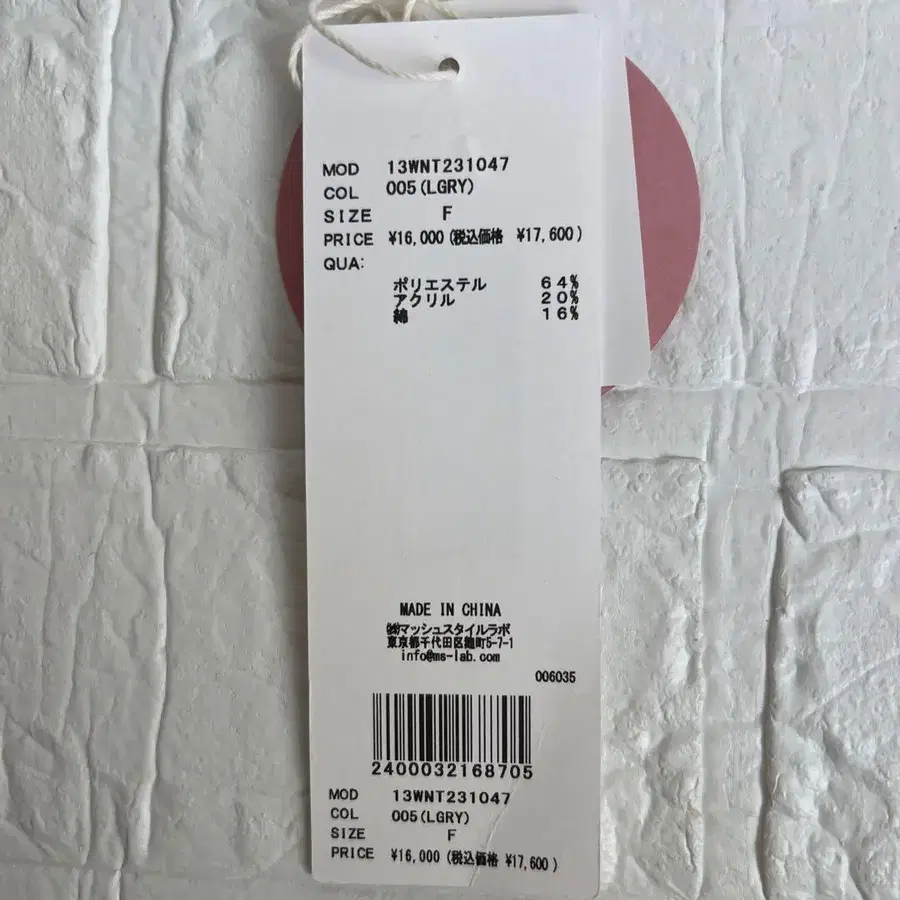 MOD 13WNT231047
COL 005(LGRY)
SIZE F
PRICE ¥16,000(税込価格 ¥17,600)
QUA:
ポリエステル 64%
アクリル 20%
綿 16%
MADE IN CHINA
㈱マッシュスタイルラボ
東京都千代田区麹町5-7-1
info@ms-lab.com
006035
2400032168705
MOD 13WNT231047
COL 005(LGRY)
SIZE F
PRICE ¥16,000(税込価格 ¥17,600)